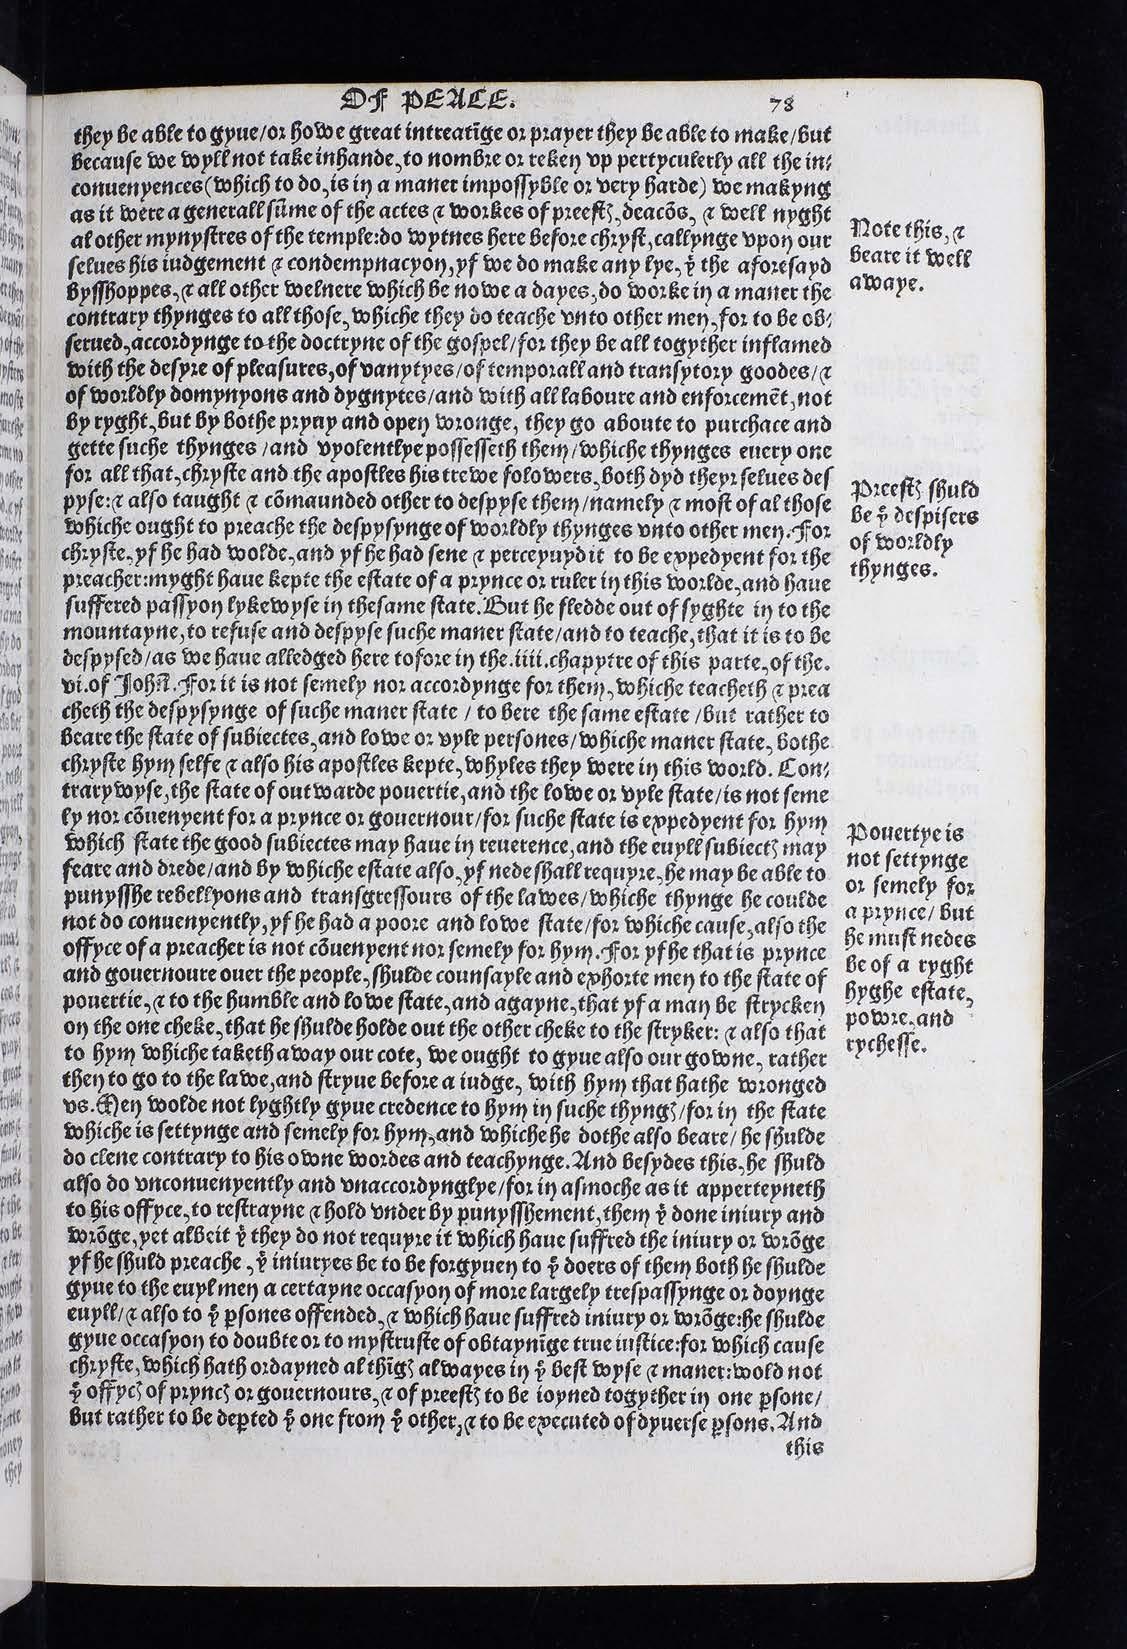 OF PEACE. 78
they be able to gyue/or howe great intreatīge or prayer they be able to make/but
because we wyll not take inhande, to nombre or reken vp pertyculerly all the in⸗
conuenyences (which to do, is in a maner impossyble or very harde) we makyng
as it were a generall sūme of the actes ⁊ workes of preestꝭ, deacōs, ⁊ well nyght
al other mynystres of the temple: do wytnes here before chryst, callynge vpon our
selues his iudgement ⁊ condempnacyon, yf we do make any lye, yͭ the aforesayd
bysshoppes, ⁊ all other welnere which be nowe a dayes, do worke in a maner the
contrary thynges to all those, whiche they do teache vnto other men, for to be ob⸗
serued, accordynge to the doctryne of the gospel/for they be all togyther inflamed
with the desyre of pleasures, of vanytyes/of temporall and transytory goodes/⁊
of worldly domynyons and dygnytes/and with all laboure and enforcemēt, not
by ryght, but by bothe pryuy and open wronge, they go aboute to purchace and
gette suche thynges /and vyolentlye possesseth them/whiche thynges euery one
for all that, chryste and the apostles his trewe folowers, both dyd theyr selues des
pyse: ⁊ also taught ⁊ cōmaunded other to despyse them/namely ⁊ most of al those
whiche ought to preache the despysynge of worldly thynges vnto other men. For
chryste, yf he had wolde, and yf he had sene ⁊ perceyuyd it to be expedyent for the
preacher: myght haue kepte the estate of a prynce or ruler in this worlde, and haue
suffered passyon lykewyse in thesame state. But he fledde out of syghte in to the
mountayne, to refuse and despyse suche maner state/and to teache, that it is to be
despysed/as we haue alledged here tofore in the .iiii. chapytre of this parte, of the.
vi. of Johñ. For it is not semely nor accordynge for them, whiche teacheth ⁊ prea
cheth the despysynge of suche maner state / to bere the same estate /but rather to
beare the state of subiectes, and lowe or vyle persones/whiche maner state, bothe
chryste hym selfe ⁊ also his apostles kepte, whyles they were in this world. Con⸗
trarywyse, the state of outwarde pouertie, and the lowe or vyle state/is not seme
ly nor cōuenyent for a prynce or gouernour/for suche state is expedyent for hym
which state the good subiectes may haue in reuerence, and the euyll subiectꝭ may
feare and drede/and by whiche estate also, yf nede shall requyre, he may be able to
punysshe rebellyons and transgressours of the lawes/whiche thynge he coulde
not do conuenyently, yf he had a poore and lowe state/for whiche cause, also the
offyce of a preacher is not cōuenyent nor semely for hym. For yf he that is prynce
and gouernoure ouer the people, shulde counsayle and exhorte men to the state of
pouertie, ⁊ to the humble and lowe state, and agayne, that yf a man be strycken
on the one cheke, that he shulde holde out the other cheke to the stryker: ⁊ also that
to hym whiche taketh away our cote, we ought to gyue also our gowne, rather
then to go to the lawe, and stryue before a iudge, with hym that hathe wronged
vs. Men wolde not lyghtly gyue credence to hym in suche thyngꝭ/for in the state
whiche is settynge and semely for hym, and whiche he dothe also beare/ he shulde
do clene contrary to his owne wordes and teachynge. And besydes this, he shuld
also do vnconuenyently and vnaccordynglye/for in asmoche as it apperteyneth
to his offyce, to restrayne ⁊ hold vnder by punysshement, them yͭ done iniury and
wrōge, yet albeit yͭ they do not requyre it which haue suffred the iniury or wrōge
yf he shuld preache, yͭ iniuryes be to be forgyuen to yͤ doers of them both he shulde
gyue to the euyl men a certayne occasyon of more largely trespassynge or doynge
euyll/⁊ also to yͤ ꝑsones offended, ⁊ which haue suffred iniury or wrōge: he shulde
gyue occasyon to doubte or to mystruste of obtaynīge true iustice: for which cause
chryste, which hath ordayned al thīgꝭ alwayes in yͤ best wyse ⁊ maner: wold not
yͤ offycꝭ of pryncꝭ or gouernours, ⁊ of preestꝭ to be ioyned togyther in one ꝑsone/
but rather to be deꝑted yͤ one from yͤ other, ⁊ to be executed of dyuerse ꝑsons. And
this
Note this, ⁊
beare it well
awaye.
Preestꝭ shuld
be yͤ despisers
of worldly
thynges.
Pouertye is
not settynge
or semely for
a prynce/ but
he must nedes
be of a ryght
hyghe estate,
powre, and
rychesse.